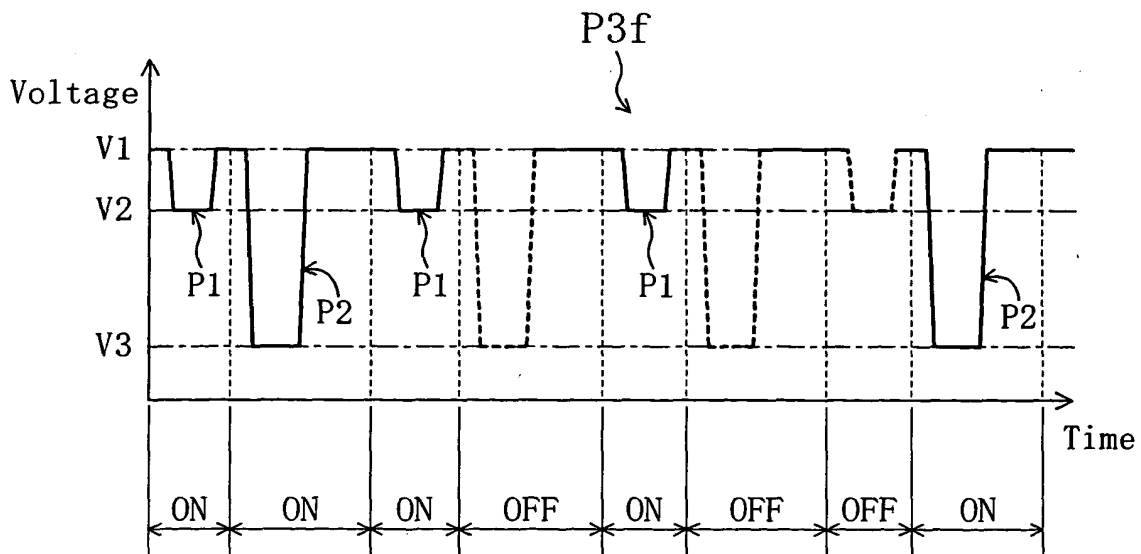 P3f
Voltage
V1
V2
P1
P1
P1
P2
P2
V3
Time
ON ON ON OFF ON OFF OFF ON